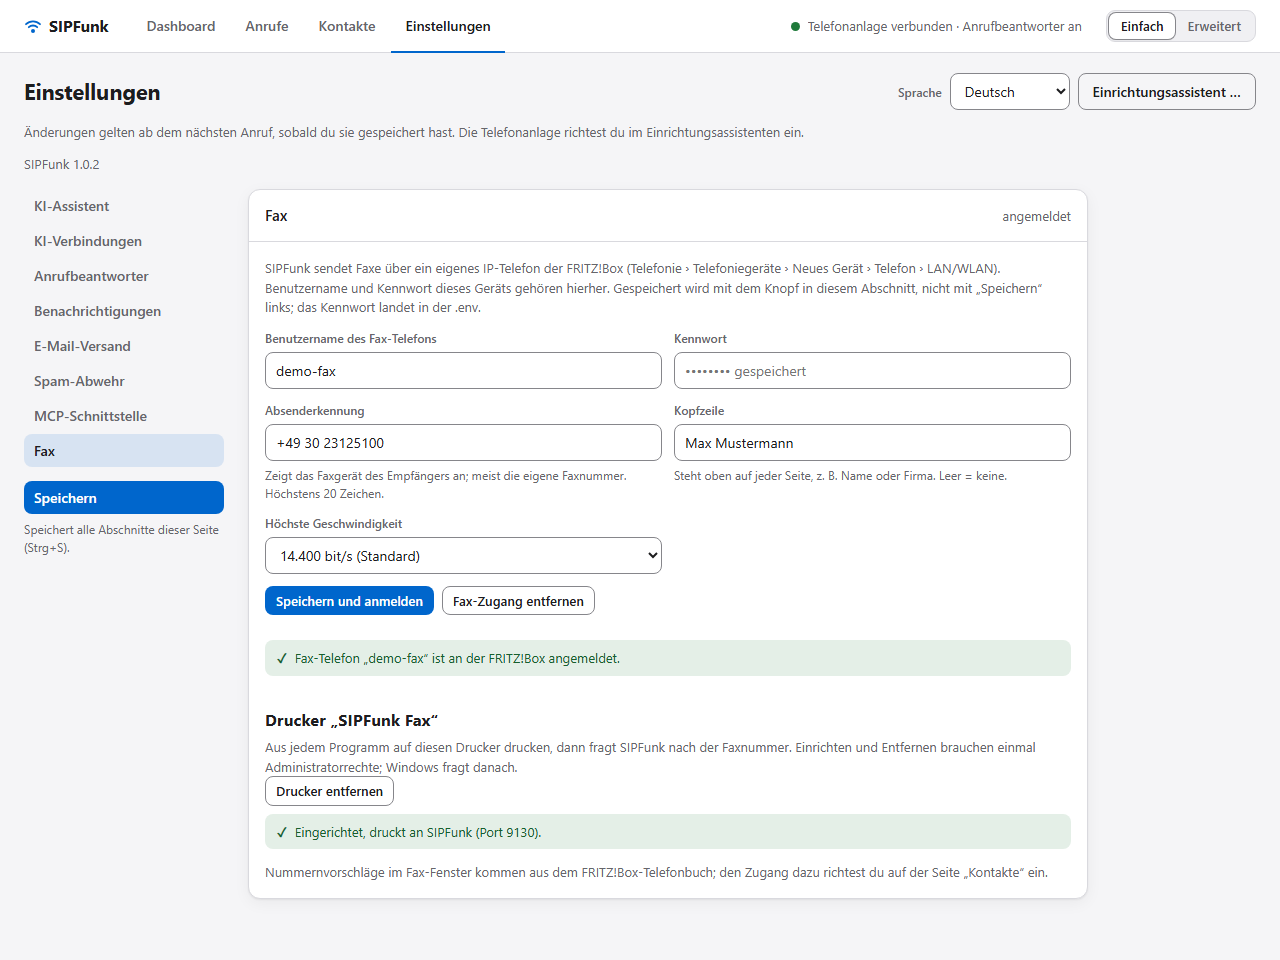 SIPFunk
Dashboard
Anrufe
Kontakte
Einstellungen
Telefonanlage verbunden · Anrufbeantworter an
Einfach
Erweitert
Einstellungen
Sprache
Deutsch
Einrichtungsassistent ...
Änderungen gelten ab dem nächsten Anruf, sobald du sie gespeichert hast. Die Telefonanlage richtest du im Einrichtungsassistenten ein.
SIPFunk 1.0.2
KI-Assistent
KI-Verbindungen
Anrufbeantworter
Benachrichtigungen
E-Mail-Versand
Spam-Abwehr
MCP-Schnittstelle
Fax
Speichern
Speichert alle Abschnitte dieser Seite
(Strg+S).
Fax
angemeldet
SIPFunk sendet Faxe über ein eigenes IP-Telefon der FRITZ!Box (Telefonie › Telefoniegeräte › Neues Gerät › Telefon › LAN/WLAN).
Benutzername und Kennwort dieses Geräts gehören hierher. Gespeichert wird mit dem Knopf in diesem Abschnitt, nicht mit „Speichern“
links; das Kennwort landet in der .env.
Benutzername des Fax-Telefons
demo-fax
Kennwort
•••••••• gespeichert
Absenderkennung
+49 30 23125100
Zeigt das Faxgerät des Empfängers an; meist die eigene Faxnummer.
Höchstens 20 Zeichen.
Kopfzeile
Max Mustermann
Steht oben auf jeder Seite, z. B. Name oder Firma. Leer = keine.
Höchste Geschwindigkeit
14.400 bit/s (Standard)
Speichern und anmelden
Fax-Zugang entfernen
✓ Fax-Telefon „demo-fax“ ist an der FRITZ!Box angemeldet.
Drucker „SIPFunk Fax“
Aus jedem Programm auf diesen Drucker drucken, dann fragt SIPFunk nach der Faxnummer. Einrichten und Entfernen brauchen einmal
Administratorrechte; Windows fragt danach.
Drucker entfernen
✓ Eingerichtet, druckt an SIPFunk (Port 9130).
Nummernvorschläge im Fax-Fenster kommen aus dem FRITZ!Box-Telefonbuch; den Zugang dazu richtest du auf der Seite „Kontakte“ ein.